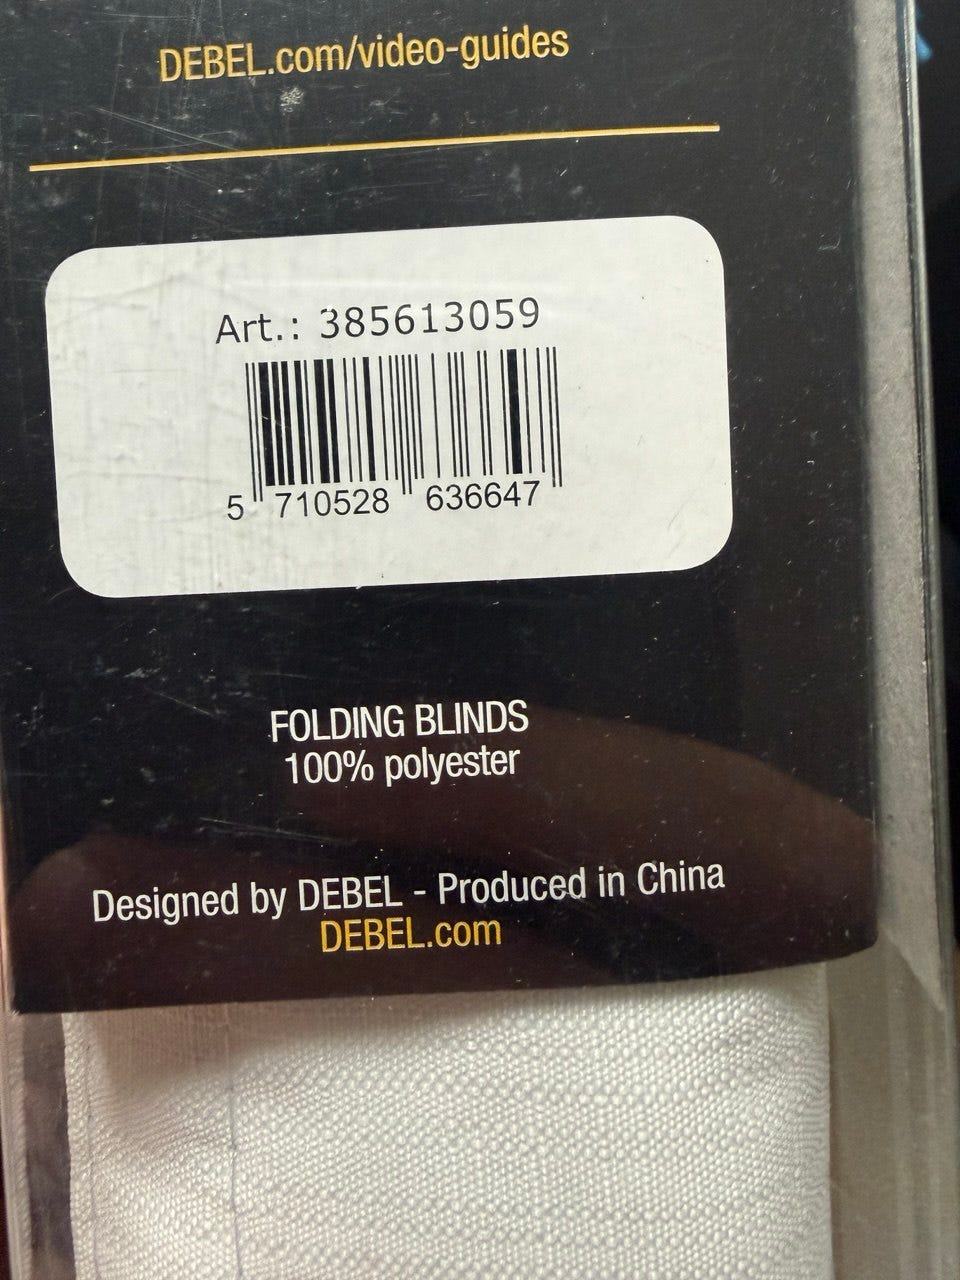 DEBEL.com/video-guides
Art.: 385613059
5 710528 636647
FOLDING BLINDS
100% polyester
Designed by DEBEL - Produced in China
DEBEL.com